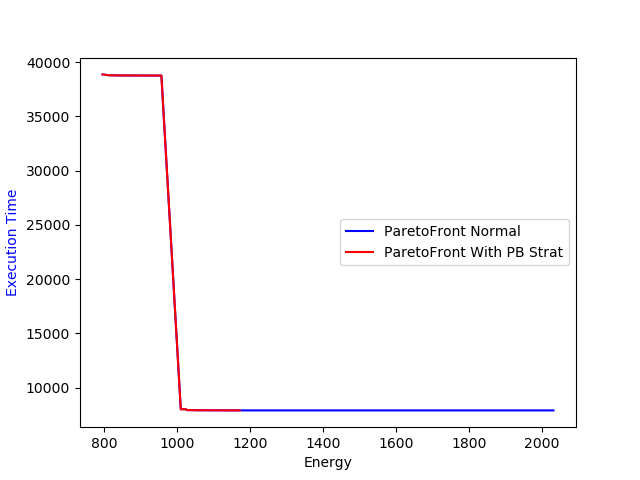 40000
35000
30000
25000
20000
15000
10000
Execution Time
ParetoFront Normal
ParetoFront With PB Strat
800 1000 1200 1400 1600 1800 2000
Energy